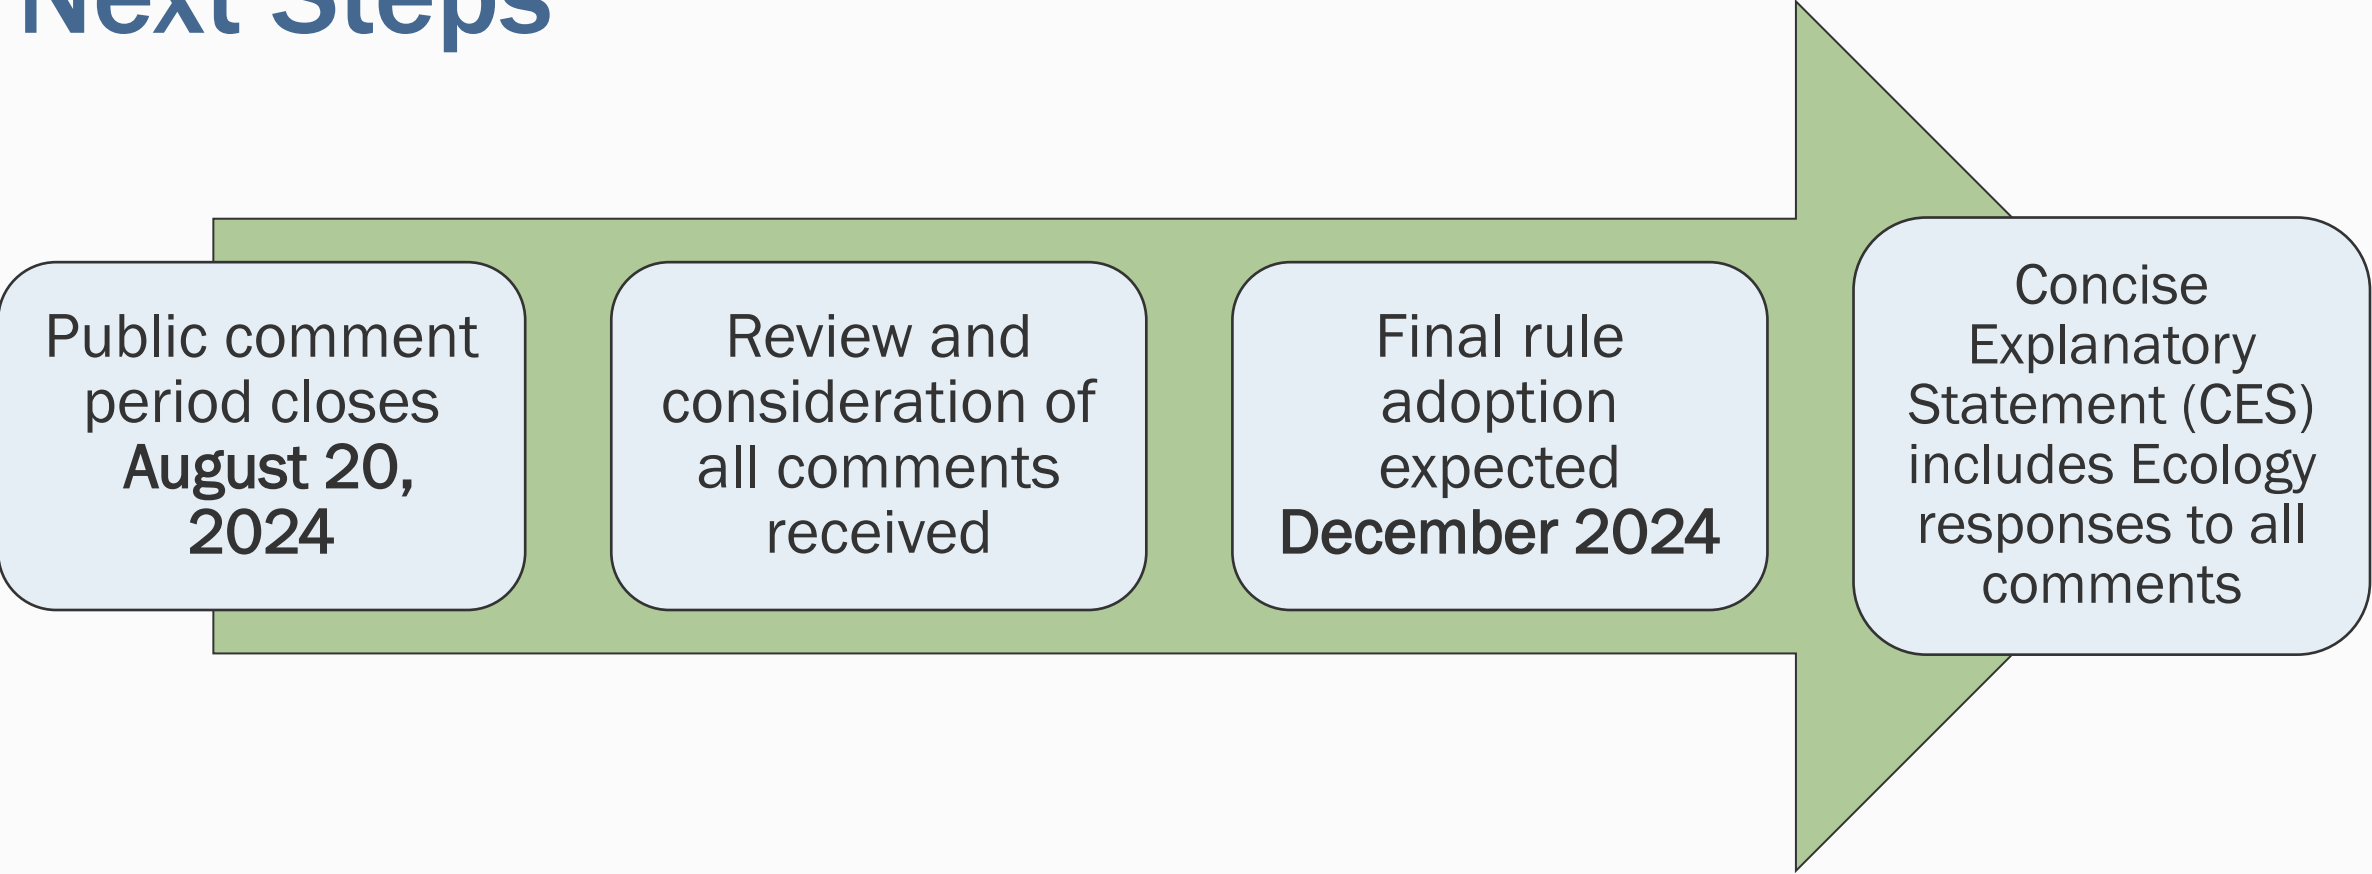 Next Steps
Public comment
period closes
August 20,
2024
Review and
consideration of
all comments
received
Final rule
adoption
expected
December 2024
Concise
Explanatory
Statement (CES)
includes Ecology
responses to all
comments